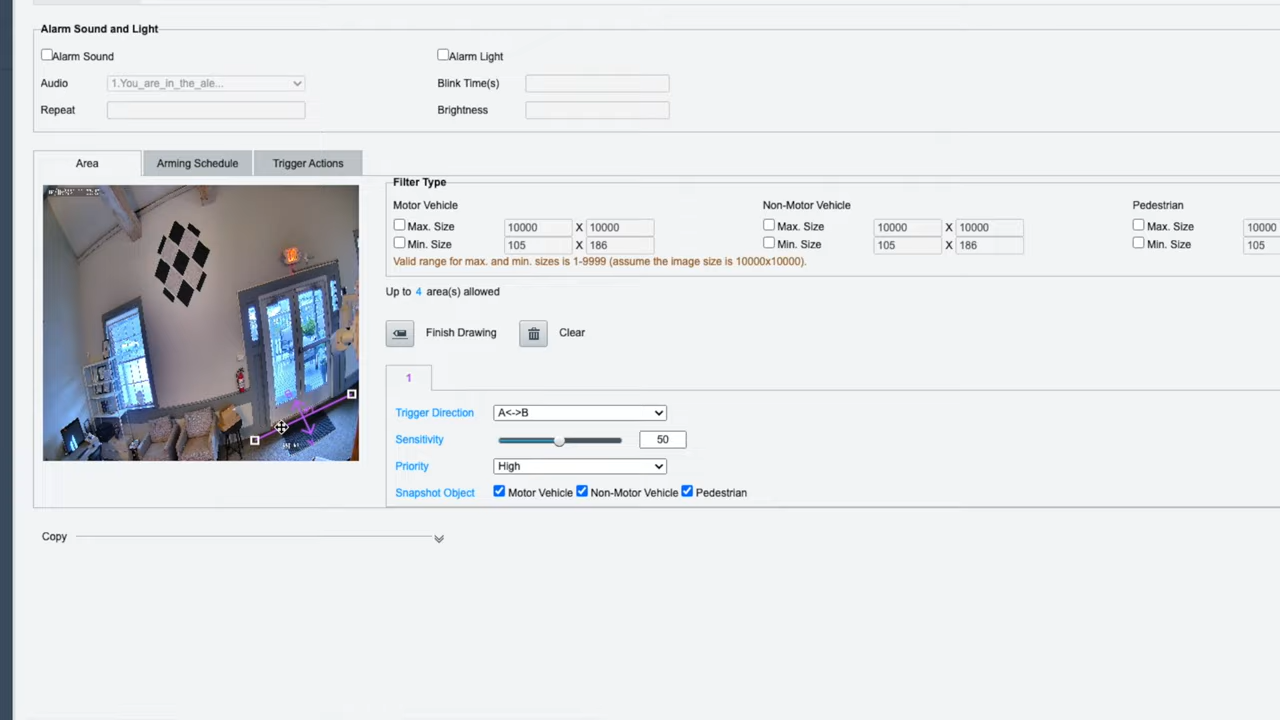 Alarm Sound and Light
Alarm Sound
Alarm Light
Audio 1.You_are_in_the_ale...
Blink Time(s)
Repeat
Brightness
Area Arming Schedule Trigger Actions
Filter Type
Motor Vehicle Non-Motor Vehicle Pedestrian
Max. Size 10000 X 10000 Max. Size 10000 X 10000 Max. Size 10000
Min. Size 105 X 186 Min. Size 105 X 186 Min. Size 105
Valid range for max. and min. sizes is 1-9999 (assume the image size is 10000x10000).
Up to 4 area(s) allowed
Finish Drawing Clear
1
Trigger Direction A<->B
Sensitivity 50
Priority High
Snapshot Object Motor Vehicle Non-Motor Vehicle Pedestrian
Copy